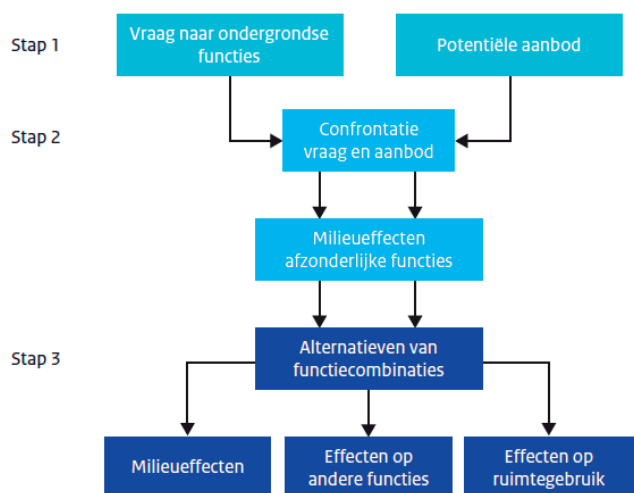 Stap 1
Vraag naar ondergrondse
functies
Potentiële aanbod
Stap 2
Confrontatie
vraag en aanbod
Milieueffecten
afzonderlijke functies
Stap 3
Alternatieven van
functiecombinaties
Milieueffecten
Effecten op
andere functies
Effecten op
ruimtegebruik